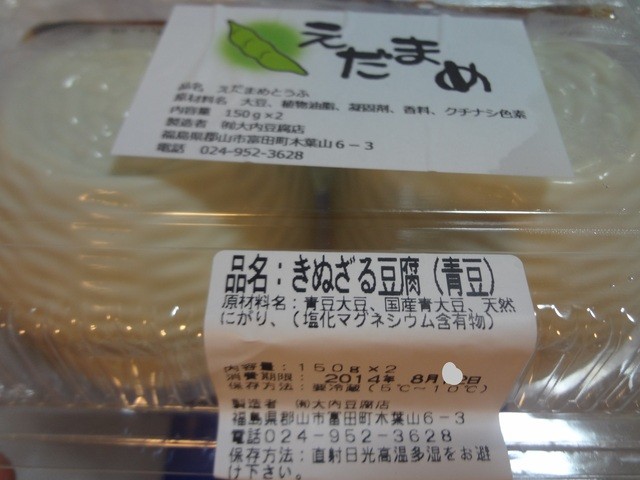 えだまめ
品名 えだまめとうふ
原材料名 大豆、植物油脂、凝固剤、香料、クチナシ色素
内容量 150g×2
製造者 ㈲大内豆腐店
福島県郡山市富田町木葉山6-3
電話 024-952-3628
品名：きぬざる豆腐（青豆）
原材料名：青豆大豆、国産青大豆、天然
にがり、（塩化マグネシウム含有物）
内容量：150g×2
消費期限： 2014年 8月 2日
保存方法：要冷蔵（5℃～10℃）
製造者 ㈲大内豆腐店
福島県郡山市富田町木葉山6-3
電話024-952-3628
保存方法：直射日光高温多湿をお避
け下さい。